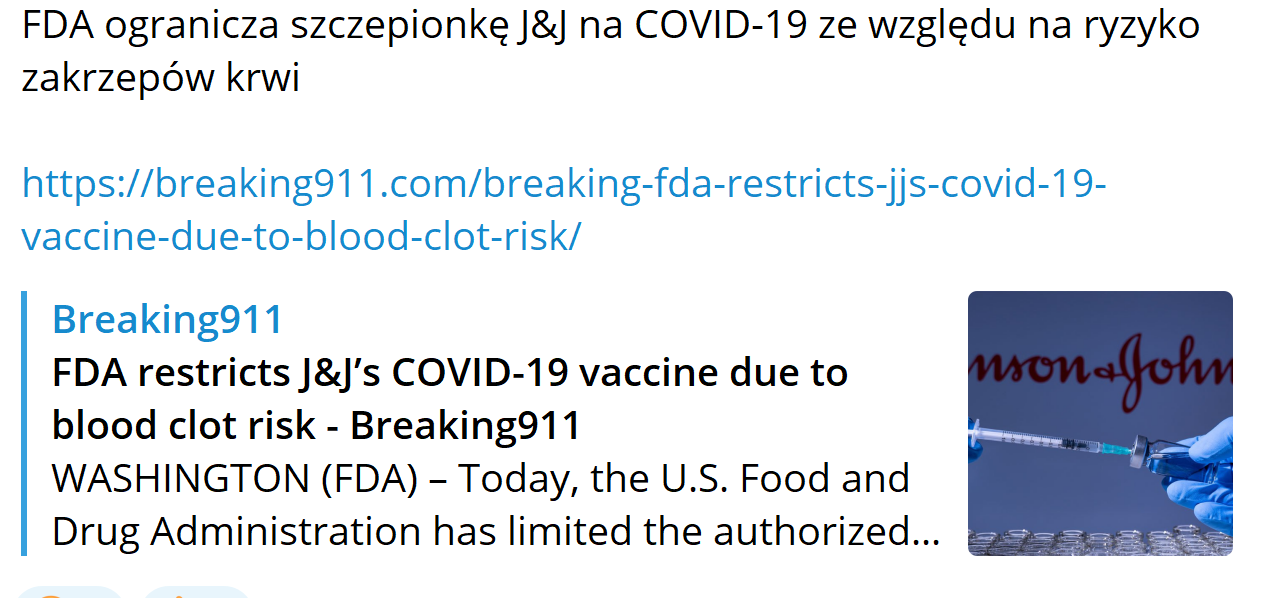 FDA ogranicza szczepionkę J&J na COVID-19 ze względu na ryzyko
zakrzepów krwi
https://breaking911.com/breaking-fda-restricts-jjs-covid-19-
vaccine-due-to-blood-clot-risk/
Breaking911
FDA restricts J&J’s COVID-19 vaccine due to
blood clot risk - Breaking911
WASHINGTON (FDA) – Today, the U.S. Food and
Drug Administration has limited the authorized...
nson&John